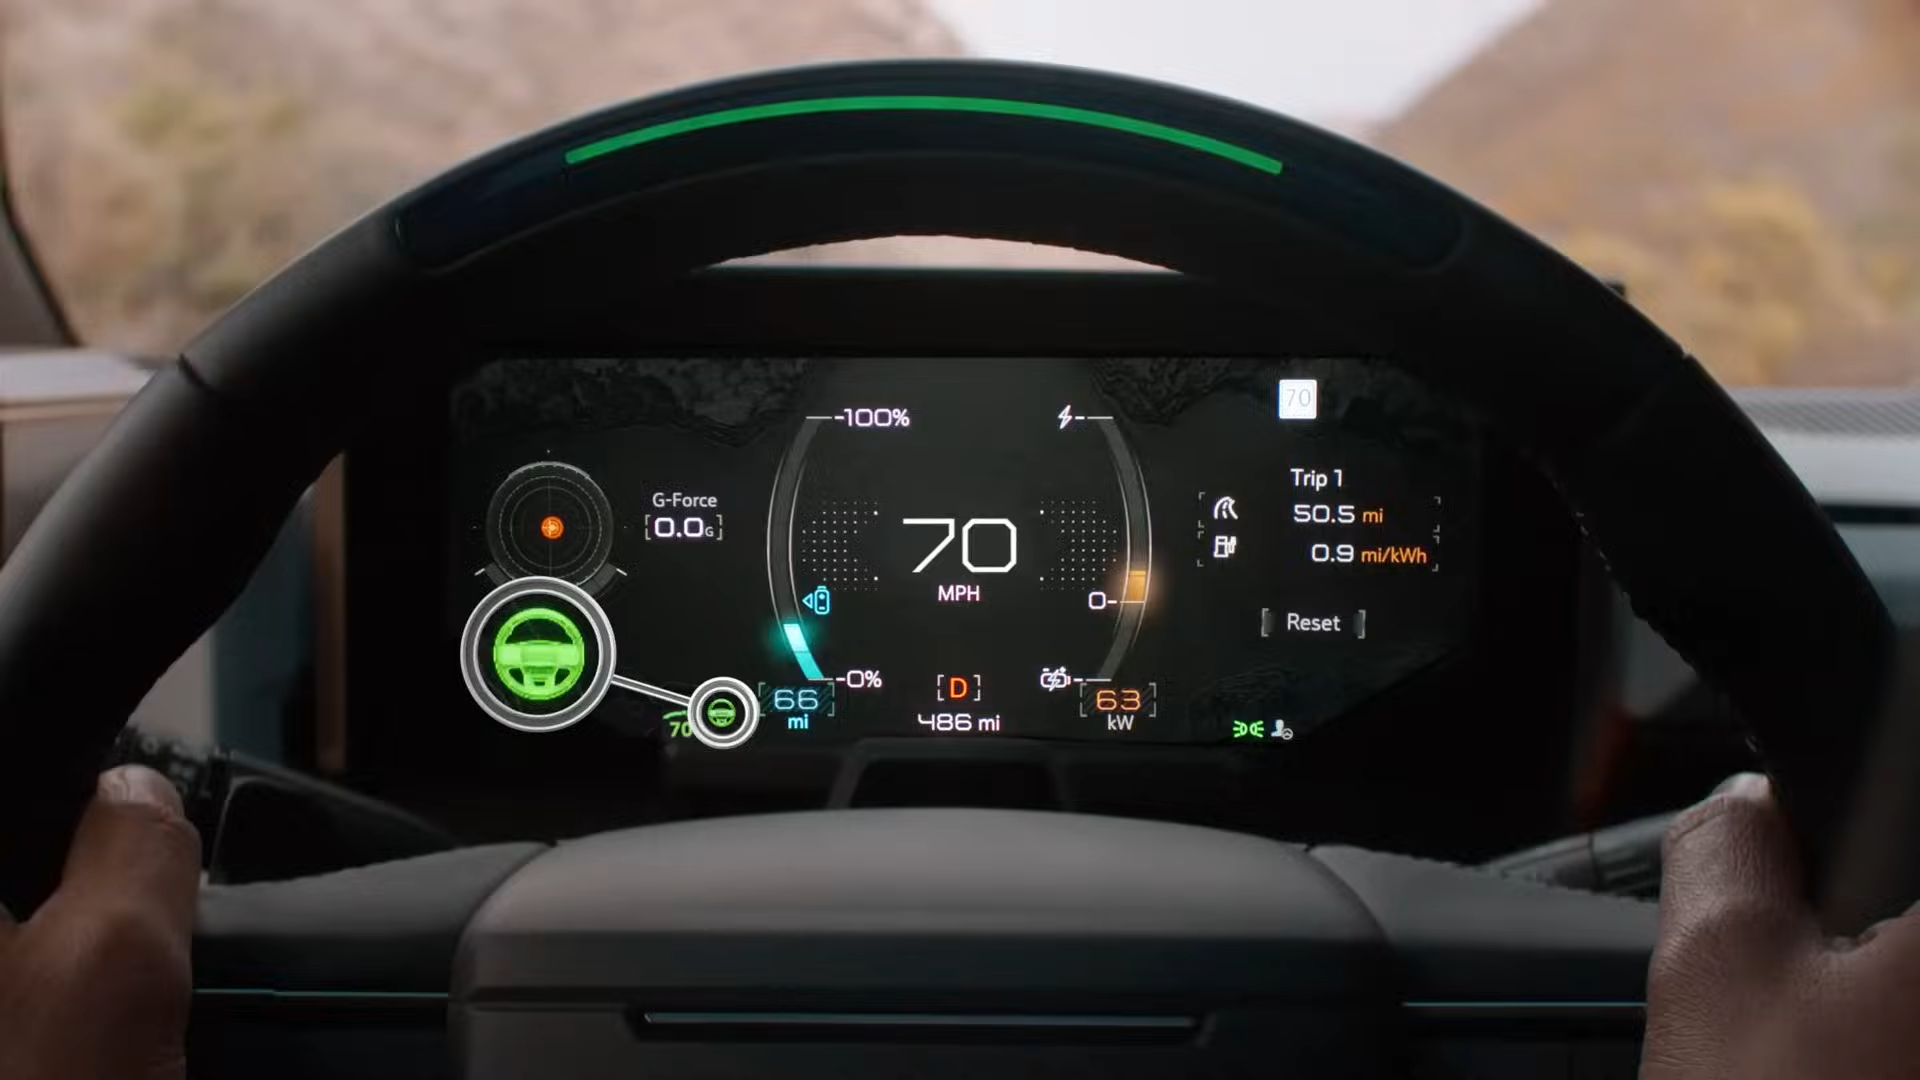 70
-100%
G-Force
0.0G
70
MPH
Trip 1
50.5 mi
0.9 mi/kWh
0-
Reset
-0%
66
mi
D
486 mi
63
kW
70